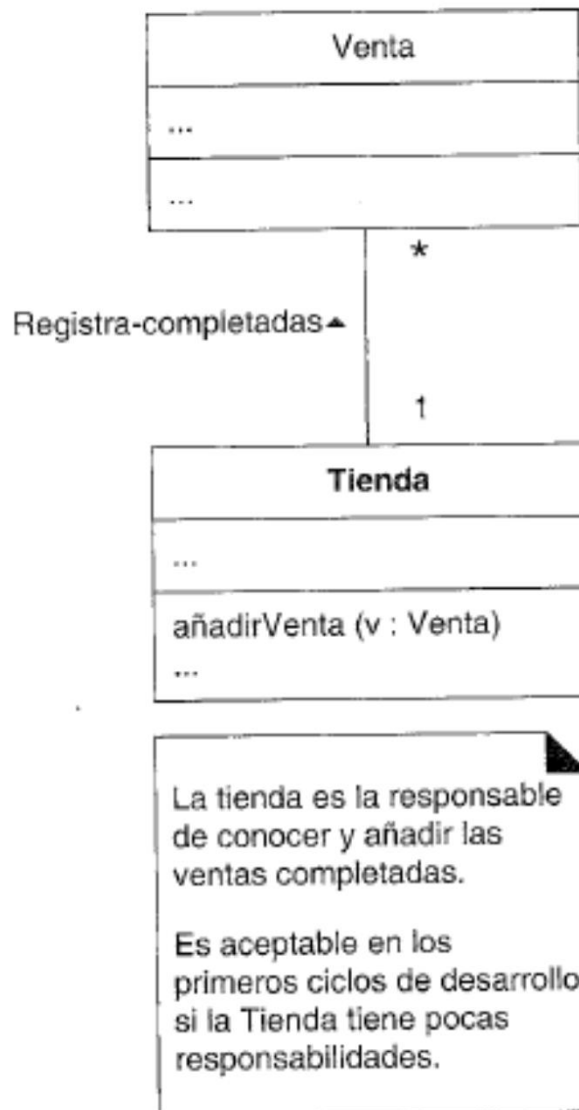 Venta
...
...
*
Registra-completadas▲
1
Tienda
...
añadirVenta (v : Venta)
...
La tienda es la responsable
de conocer y añadir las
ventas completadas.
Es aceptable en los
primeros ciclos de desarrollo
si la Tienda tiene pocas
responsabilidades.